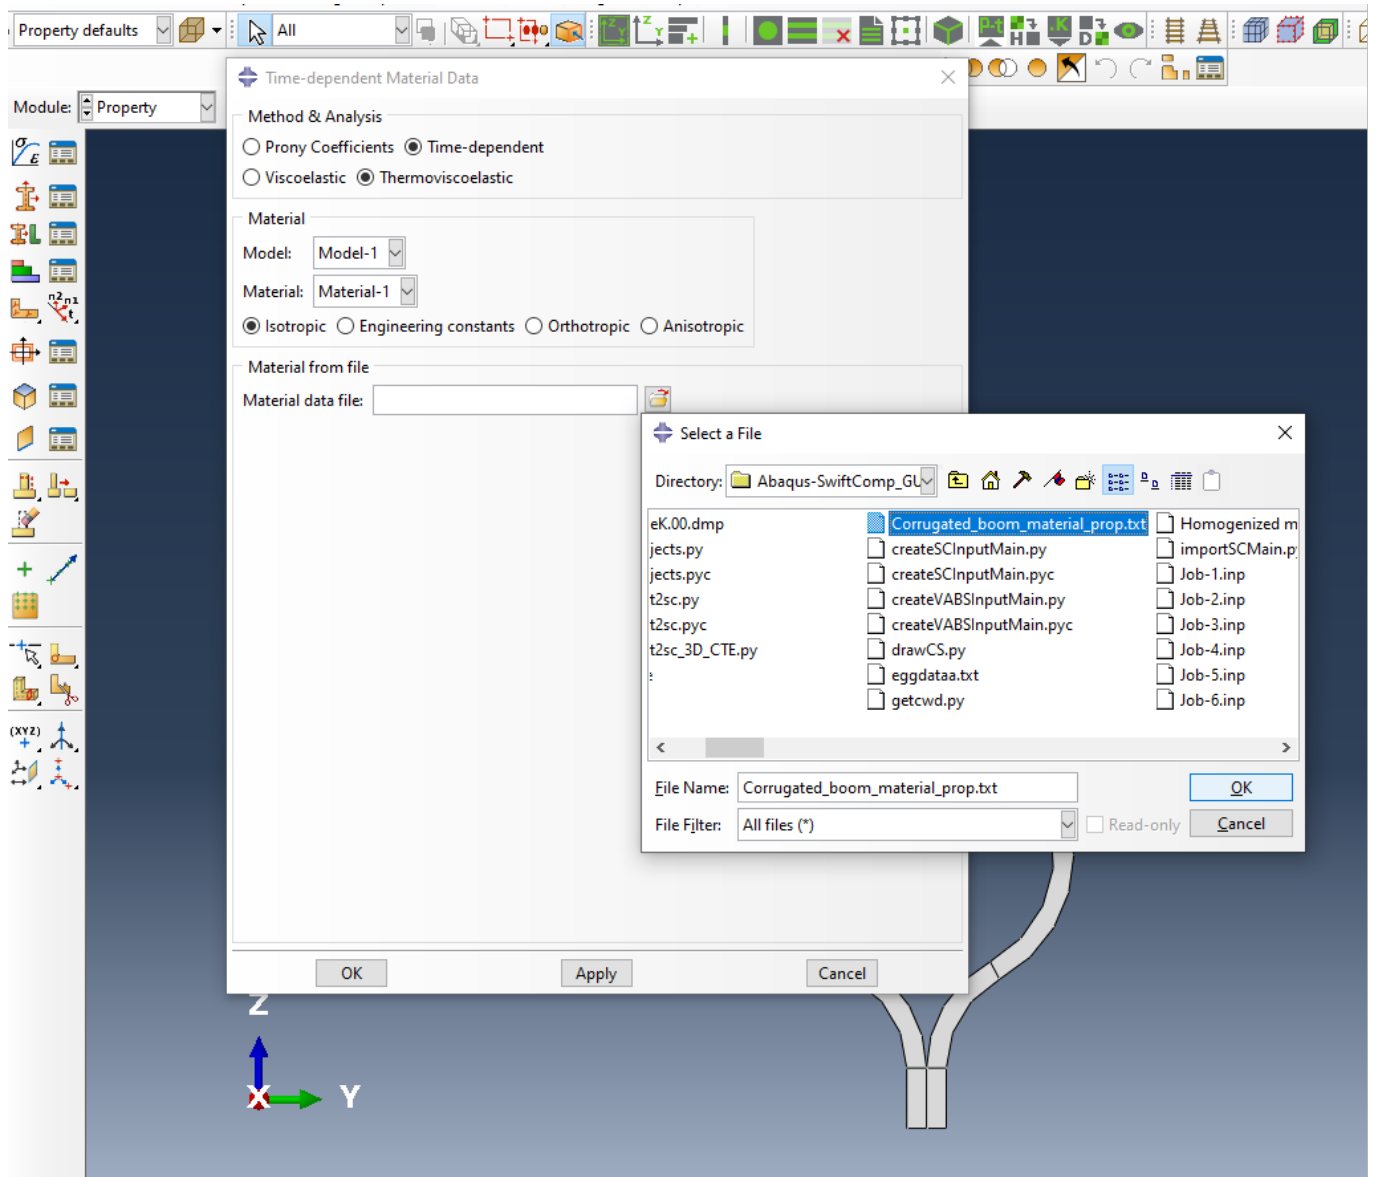 Property defaults
All
Time-dependent Material Data
Module: Property
Method & Analysis
Prony Coefficients Time-dependent
Viscoelastic Thermoviscoelastic
Material
Model: Model-1
Material: Material-1
Isotropic Engineering constants Orthotropic Anisotropic
Material from file
Material data file:
Select a File
Directory: Abaqus-SwiftComp_GU
eK.00.dmp Corrugated_boom_material_prop.txt Homogenized m
jects.py createSCInputMain.py importSCMain.p
jects.pyc createSCInputMain.pyc Job-1.inp
t2sc.py createVABSInputMain.py Job-2.inp
t2sc.pyc createVABSInputMain.pyc Job-3.inp
t2sc_3D_CTE.py drawCS.py Job-4.inp
eggdataa.txt Job-5.inp
getcwd.py Job-6.inp
File Name: Corrugated_boom_material_prop.txt OK
File Filter: All files (*) Read-only Cancel
OK Apply Cancel
(XYZ)
Z
X Y